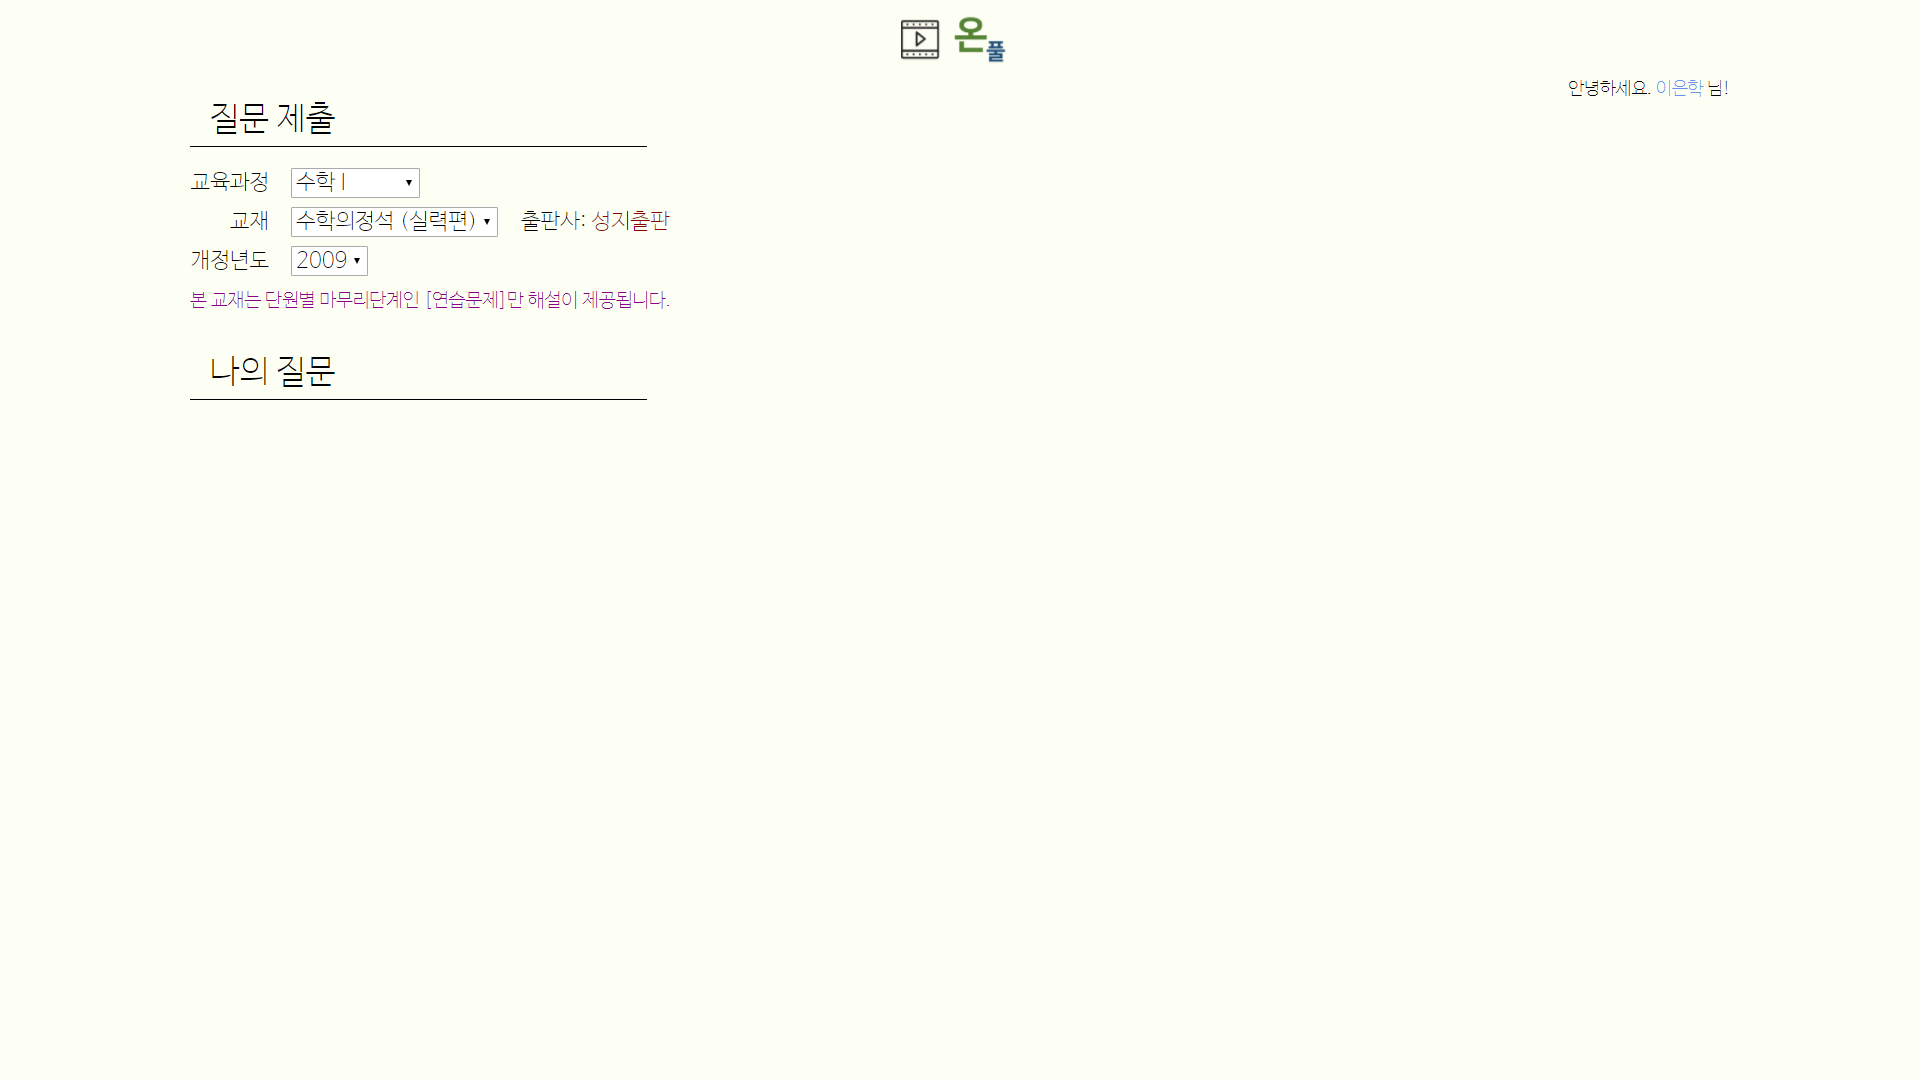 온풀
안녕하세요. 이은학 님!
질문 제출
교육과정 수학 I
교재 수학의정석 (실력편) 출판사: 성지출판
개정년도 2009
본 교재는 단원별 마무리단계인 [연습문제]만 해설이 제공됩니다.
나의 질문